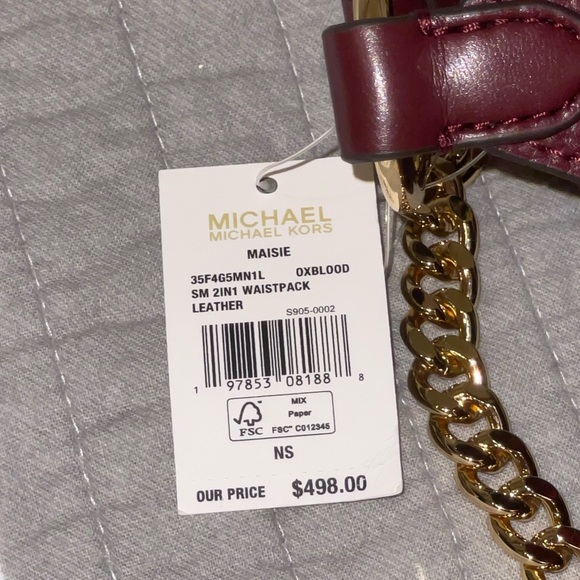 MICHAEL
MICHAEL KORS
MAISIE
35F4G5MN1L OXBLOOD
SM 2IN1 WAISTPACK
LEATHER
S905-0002
1 97853 08188 8
FSC
MIX
Paper
FSC™ C012345
NS
OUR PRICE $498.00